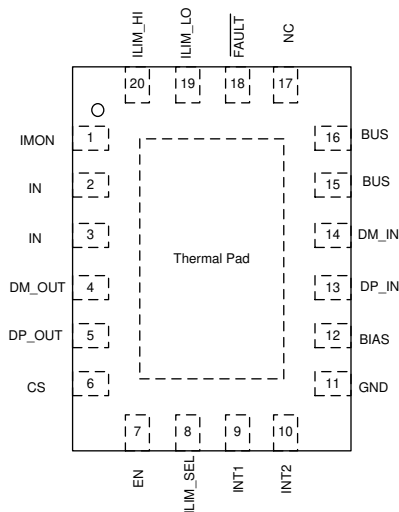 ILIM_HI
ILIM_LO
FAULT
NC
20
19
18
17
IMON
1
16
BUS
IN
2
15
BUS
IN
3
14
DM_IN
Thermal Pad
DM_OUT
4
13
DP_IN
DP_OUT
5
12
BIAS
CS
6
11
GND
7
8
9
10
EN
ILIM_SEL
INT1
INT2